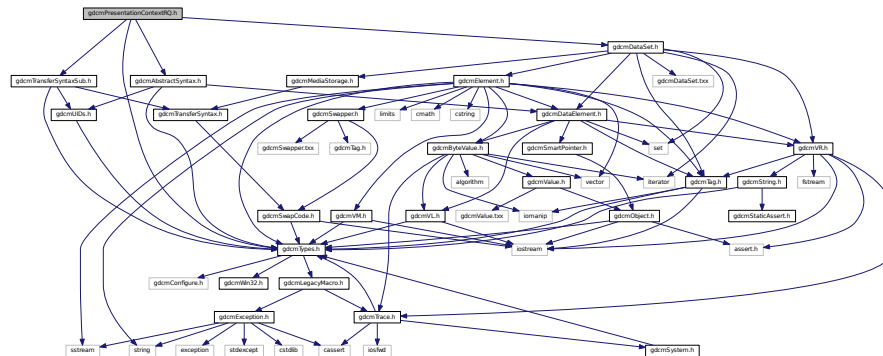 gdcmPresentationContextRQ.h
gdcmDataSet.h
gdcmTransferSyntaxSub.h
gdcmAbstractSyntax.h
gdcmMediaStorage.h
gdcmElement.h
gdcmDataSet.txx
gdcmUIDs.h
gdcmTransferSyntax.h
gdcmSwapper.h
limits
cmath
cstring
gdcmDataElement.h
gdcmSwapper.txx
gdcmTag.h
gdcmByteValue.h
gdcmSmartPointer.h
set
gdcmVR.h
algorithm
gdcmValue.h
vector
iterator
gdcmTag.h
gdcmString.h
fstream
gdcmSwapCode.h
gdcmVM.h
gdcmVL.h
gdcmValue.txx
iomanip
gdcmObject.h
gdcmStaticAssert.h
gdcmTypes.h
iostream
assert.h
gdcmConfigure.h
gdcmWin32.h
gdcmLegacyMacro.h
gdcmException.h
gdcmTrace.h
sstream
string
exception
stdexcept
cstdlib
cassert
iosfwd
gdcmSystem.h